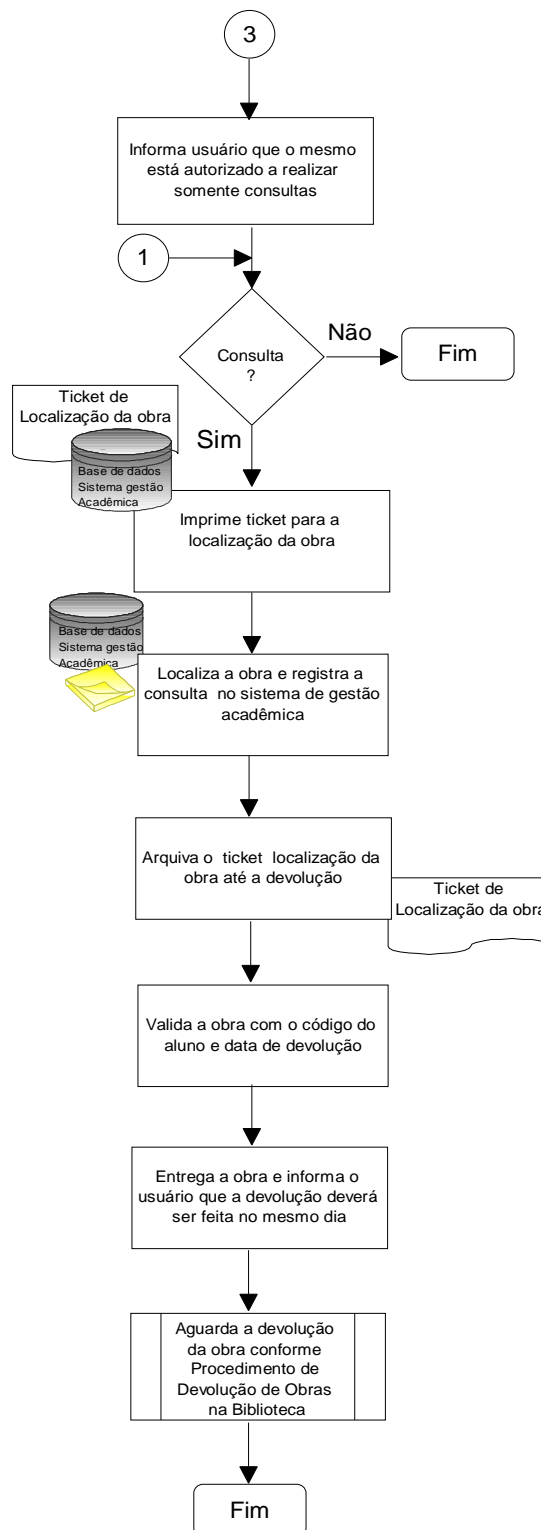 3
Informa usuário que o mesmo
está autorizado a realizar
somente consultas
1
Consulta
?
Não
Fim
Sim
Ticket de
Localização da obra
Base de dados
Sistema gestão
Acadêmica
Imprime ticket para a
localização da obra
Base de dados
Sistema gestão
Acadêmica
Localiza a obra e registra a
consulta no sistema de gestão
acadêmica
Arquiva o ticket localização da
obra até a devolução
Ticket de
Localização da obra
Valida a obra com o código do
aluno e data de devolução
Entrega a obra e informa o
usuário que a devolução deverá
ser feita no mesmo dia
Aguarda a devolução
da obra conforme
Procedimento de
Devolução de Obras
na Biblioteca
Fim